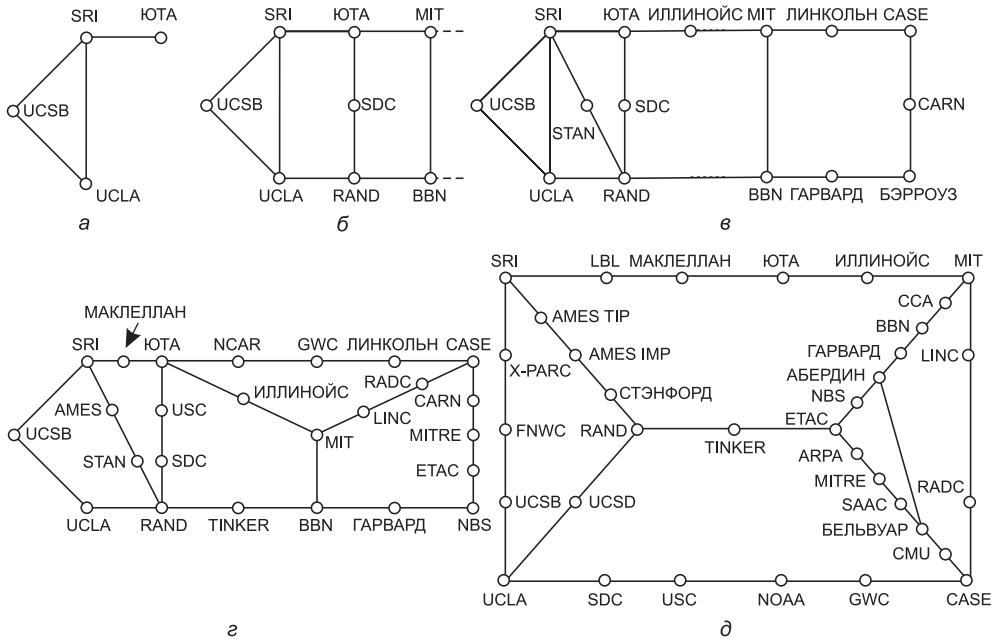 SRI ЮТА
UCSB
UCLA
а
SRI ЮТА MIT
UCSB SDC
UCLA RAND BBN
б
SRI ЮТА ИЛЛИНОЙС MIT ЛИНКОЛЬН CASE
UCSB SDC CARN
STAN
UCLA RAND BBN ГАРВАРД БЭРРОУЗ
в
МАКЛЕЛЛАН
SRI ЮТА NCAR GWC ЛИНКОЛЬН CASE
ИЛЛИНОЙС RADC
AMES USC LINC CARN
UCSB MIT MITRE
STAN SDC ETAC
UCLA RAND TINKER BBN ГАРВАРД NBS
г
SRI LBL МАКЛЕЛЛАН ЮТА ИЛЛИНОЙС MIT
CCA
AMES TIP BBN
AMES IMP ГАРВАРД LINC
X-PARC АБЕРДИН
СТЭНФОРД NBS
FNWC RAND TINKER ETAC
ARPA
MITRE
UCSB UCSD SAAC RADC
БЕЛЬВУАР
CMU
UCLA SDC USC NOAA GWC CASE
д